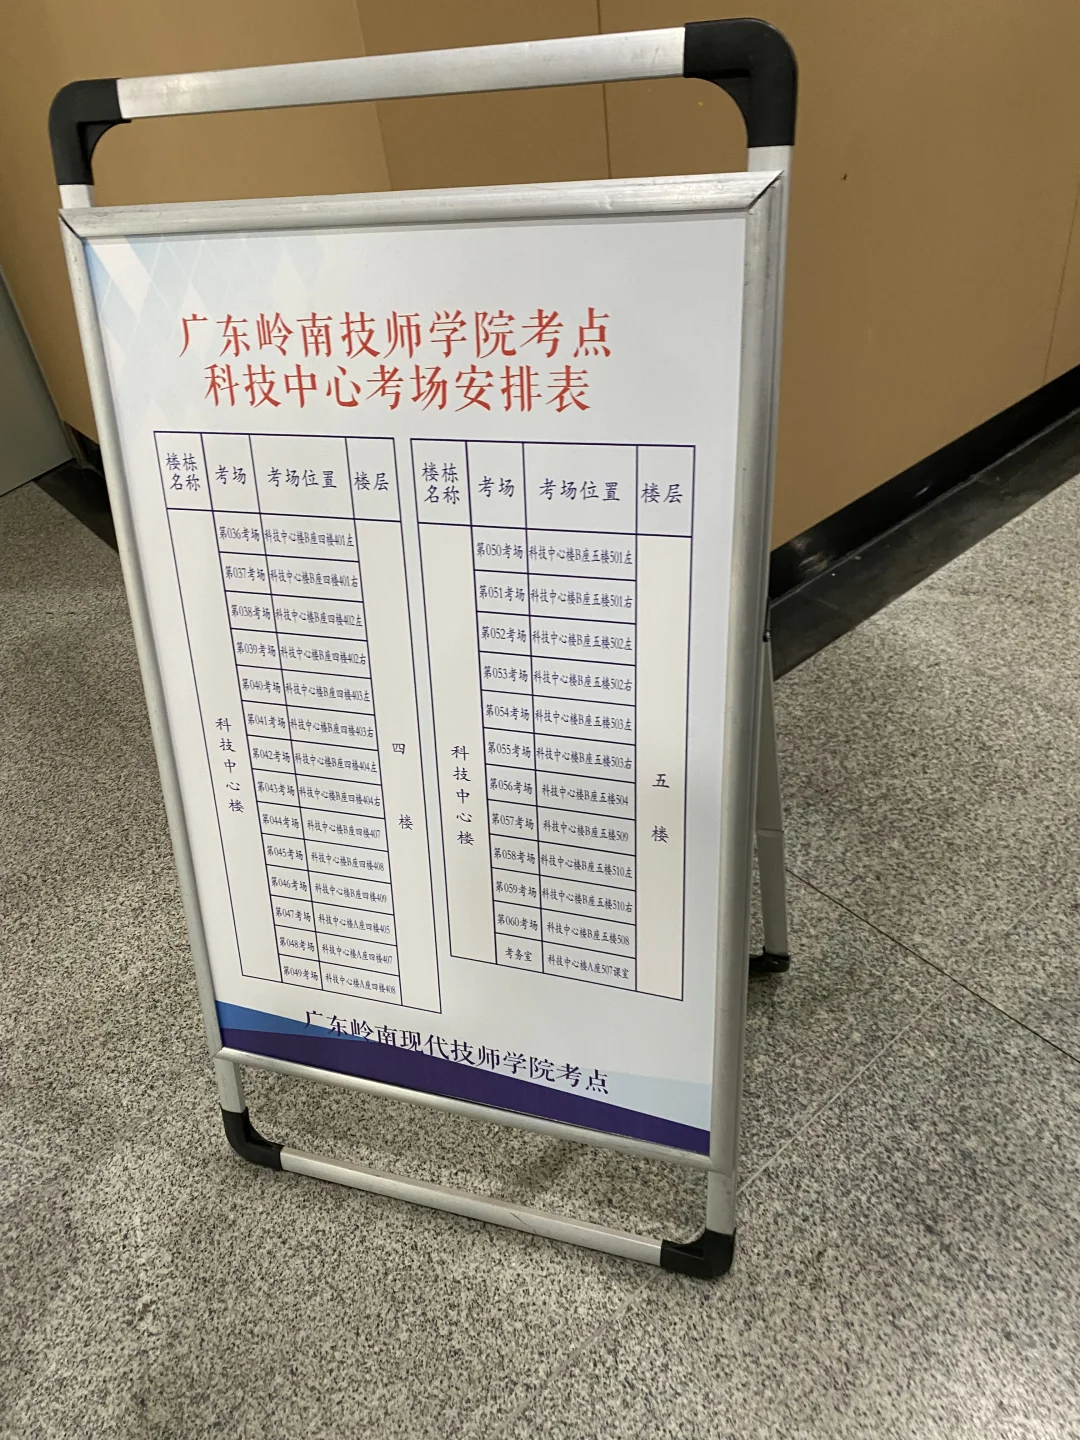 广东岭南技师学院考点
科技中心考场安排表
楼栋名称 考场 考场位置 楼层
科技中心楼
第036考场 科技中心楼B座四楼401左
第037考场 科技中心楼B座四楼401右
第038考场 科技中心楼B座四楼402左
第039考场 科技中心楼B座四楼402右
第040考场 科技中心楼B座四楼403左
第041考场 科技中心楼B座四楼403右
第042考场 科技中心楼B座四楼404左
第043考场 科技中心楼B座四楼404右
第044考场 科技中心楼B座四楼407
第045考场 科技中心楼B座四楼408
第046考场 科技中心楼B座四楼409
第047考场 科技中心楼A座四楼405
第048考场 科技中心楼A座四楼407
第049考场 科技中心楼A座四楼408
四楼
楼栋名称 考场 考场位置 楼层
科技中心楼
第050考场 科技中心楼B座五楼501左
第051考场 科技中心楼B座五楼501右
第052考场 科技中心楼B座五楼502左
第053考场 科技中心楼B座五楼502右
第054考场 科技中心楼B座五楼503左
第055考场 科技中心楼B座五楼503右
第056考场 科技中心楼B座五楼504
第057考场 科技中心楼B座五楼509
第058考场 科技中心楼B座五楼510左
第059考场 科技中心楼B座五楼510右
第060考场 科技中心楼B座五楼508
考务室 科技中心楼A座507课室
五楼
广东岭南现代技师学院考点